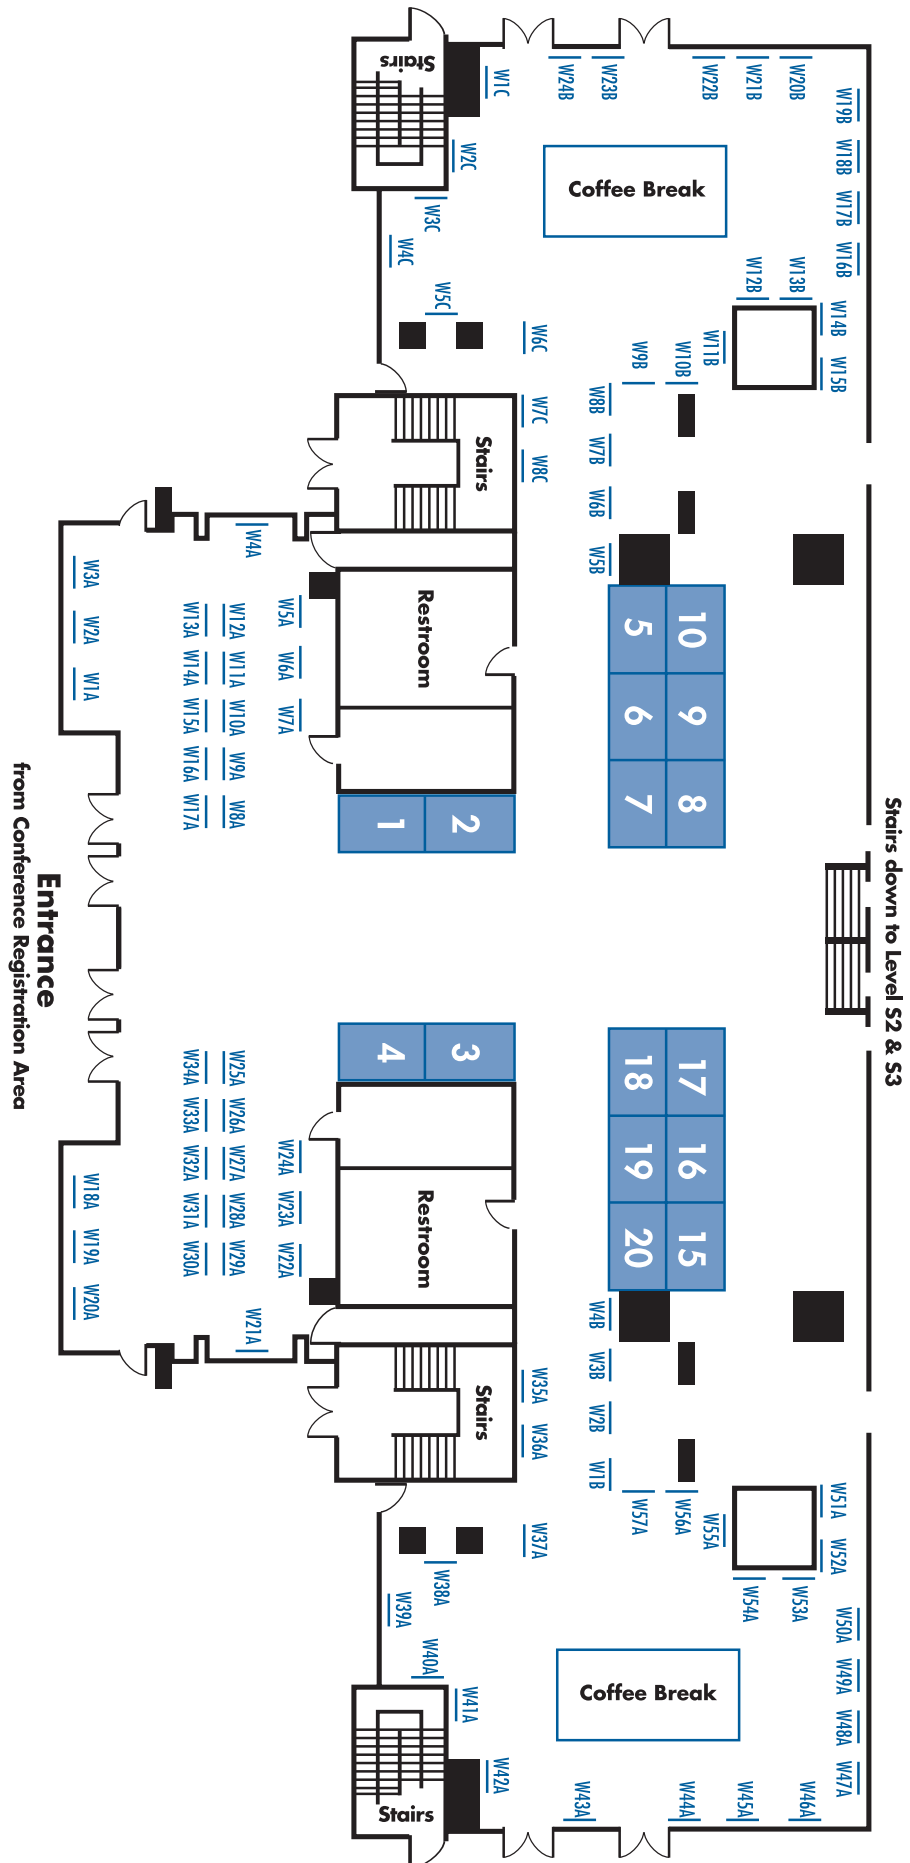 Stairs
W1C
W24B
W23B
W22B
W21B
W20B
W19B
W2C
W18B
Coffee Break
W3C
W17B
W4C
W16B
W5C
W12B
W13B
W14B
W6C
W11B
W9B
W10B
W15B
W7C
W8B
Stairs
W8C
W7B
W6B
W4A
W5B
W3A
W13A
W12A
W5A
Restroom
5
10
W2A
W14A
W11A
W6A
W1A
W15A
W10A
W7A
6
9
W16A
W9A
W17A
W8A
1
2
7
8
Entrance
from Conference Registration Area
Stairs down to Level S2 & S3
W34A
W25A
4
3
18
17
W33A
W26A
W32A
W27A
W24A
19
16
W18A
W31A
W28A
W23A
Restroom
W19A
W30A
W29A
W22A
20
15
W20A
W21A
W4B
W3B
W35A
Stairs
W36A
W2B
W1B
W57A
W56A
W55A
W51A
W37A
W52A
W38A
W54A
W53A
W39A
W50A
W40A
W49A
W41A
Coffee Break
W48A
W42A
W47A
Stairs
W43A
W44A
W45A
W46A